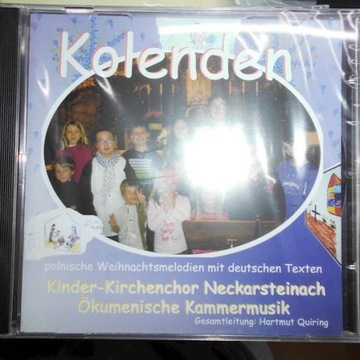 Kolenden
polnische Weihnachtsmelodien mit deutschen Texten
Kinder-Kirchenchor Neckarsteinach
Ökumenische Kammermusik
Gesamtleitung: Hartmut Quiring